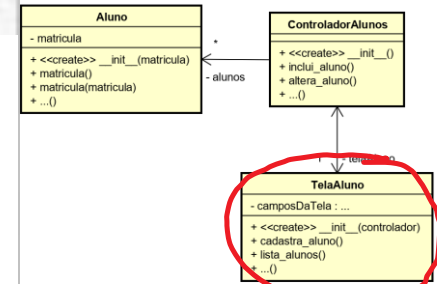 Aluno
- matricula
+ <<create>> __init__(matricula)
+ matricula()
+ matricula(matricula)
+ ...()
*
- alunos
ControladorAlunos
+ <<create>> __init__()
+ inclui_aluno()
+ altera_aluno()
+ ...()
TelaAluno
- camposDaTela : ...
+ <<create>> __init__(controlador)
+ cadastra_aluno()
+ lista_alunos()
+ ...()